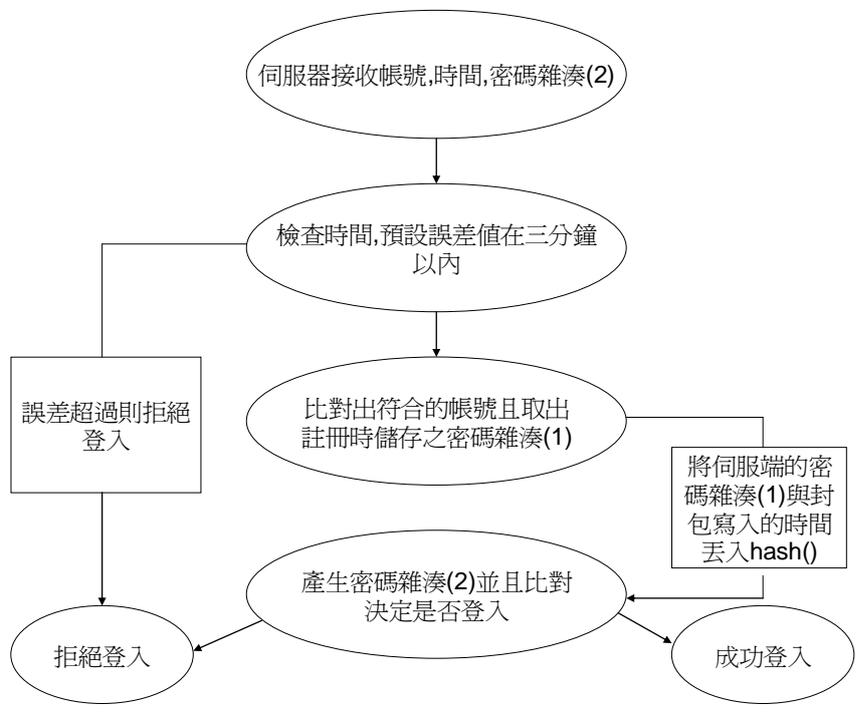 伺服器接收帳號,時間,密碼雜湊(2)
檢查時間,預設誤差值在三分鐘
以內
誤差超過則拒絕
登入
比對出符合的帳號且取出
註冊時儲存之密碼雜湊(1)
將伺服端的密
碼雜湊(1)與封
包寫入的時間
丟入hash()
產生密碼雜湊(2)並且比對
決定是否登入
拒絕登入
成功登入